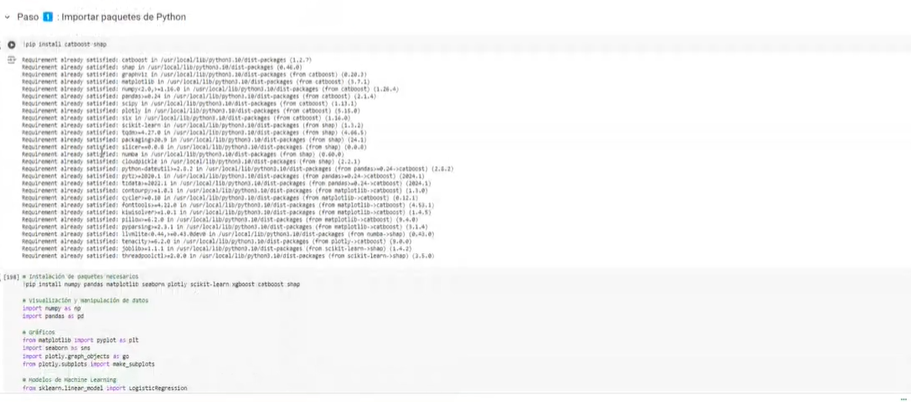 Paso 1️⃣ : Importar paquetes de Python
!pip install catboost shap
Requirement already satisfied: catboost in /usr/local/lib/python3.10/dist-packages (1.2.7)
Requirement already satisfied: shap in /usr/local/lib/python3.10/dist-packages (0.46.0)
Requirement already satisfied: graphviz in /usr/local/lib/python3.10/dist-packages (from catboost) (0.20.3)
Requirement already satisfied: matplotlib in /usr/local/lib/python3.10/dist-packages (from catboost) (3.7.1)
Requirement already satisfied: numpy<2.0,>=1.16.0 in /usr/local/lib/python3.10/dist-packages (from catboost) (1.26.4)
Requirement already satisfied: pandas>=0.24 in /usr/local/lib/python3.10/dist-packages (from catboost) (2.1.4)
Requirement already satisfied: scipy in /usr/local/lib/python3.10/dist-packages (from catboost) (1.13.1)
Requirement already satisfied: plotly in /usr/local/lib/python3.10/dist-packages (from catboost) (5.15.0)
Requirement already satisfied: six in /usr/local/lib/python3.10/dist-packages (from catboost) (1.16.0)
Requirement already satisfied: scikit-learn in /usr/local/lib/python3.10/dist-packages (from shap) (1.3.2)
Requirement already satisfied: tqdm>=4.27.0 in /usr/local/lib/python3.10/dist-packages (from shap) (4.66.5)
Requirement already satisfied: packaging>20.9 in /usr/local/lib/python3.10/dist-packages (from shap) (24.1)
Requirement already satisfied: slicer==0.0.8 in /usr/local/lib/python3.10/dist-packages (from shap) (0.0.8)
Requirement already satisfied: numba in /usr/local/lib/python3.10/dist-packages (from shap) (0.60.0)
Requirement already satisfied: cloudpickle in /usr/local/lib/python3.10/dist-packages (from shap) (2.2.1)
Requirement already satisfied: python-dateutil>=2.8.2 in /usr/local/lib/python3.10/dist-packages (from pandas>=0.24->catboost) (2.8.2)
Requirement already satisfied: pytz>=2020.1 in /usr/local/lib/python3.10/dist-packages (from pandas>=0.24->catboost) (2024.1)
Requirement already satisfied: tzdata>=2022.1 in /usr/local/lib/python3.10/dist-packages (from pandas>=0.24->catboost) (2024.1)
Requirement already satisfied: contourpy>=1.0.1 in /usr/local/lib/python3.10/dist-packages (from matplotlib->catboost) (1.3.0)
Requirement already satisfied: cycler>=0.10 in /usr/local/lib/python3.10/dist-packages (from matplotlib->catboost) (0.12.1)
Requirement already satisfied: fonttools>=4.22.0 in /usr/local/lib/python3.10/dist-packages (from matplotlib->catboost) (4.53.1)
Requirement already satisfied: kiwisolver>=1.0.1 in /usr/local/lib/python3.10/dist-packages (from matplotlib->catboost) (1.4.5)
Requirement already satisfied: pillow>=6.2.0 in /usr/local/lib/python3.10/dist-packages (from matplotlib->catboost) (9.4.0)
Requirement already satisfied: pyparsing>=2.3.1 in /usr/local/lib/python3.10/dist-packages (from matplotlib->catboost) (3.1.4)
Requirement already satisfied: llvmlite<0.44,>=0.43.0dev0 in /usr/local/lib/python3.10/dist-packages (from numba->shap) (0.43.0)
Requirement already satisfied: tenacity>=6.2.0 in /usr/local/lib/python3.10/dist-packages (from plotly->catboost) (9.0.0)
Requirement already satisfied: joblib>=1.1.1 in /usr/local/lib/python3.10/dist-packages (from scikit-learn->shap) (1.4.2)
Requirement already satisfied: threadpoolctl>=2.0.0 in /usr/local/lib/python3.10/dist-packages (from scikit-learn->shap) (3.5.0)
[198] # Instalación de paquetes necesarios
!pip install numpy pandas matplotlib seaborn plotly scikit-learn xgboost catboost shap
# Visualización y manipulación de datos
import numpy as np
import pandas as pd
# Gráficos
from matplotlib import pyplot as plt
import seaborn as sns
import plotly.graph_objects as go
from plotly.subplots import make_subplots
# Modelos de Machine Learning
from sklearn.linear_model import LogisticRegression